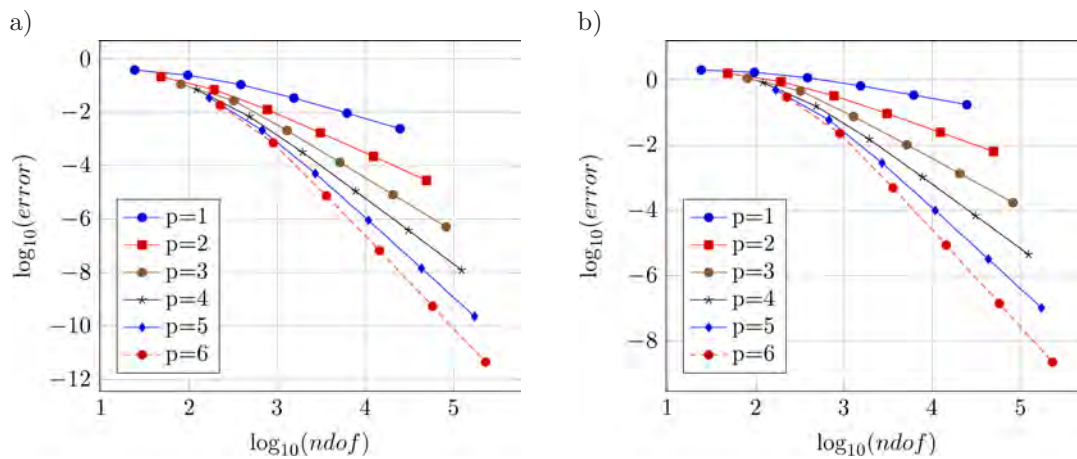 a)
0
−2
−4
−6
−8
−10
−12
log10(error)
p=1
p=2
p=3
p=4
p=5
p=6
1 2 3 4 5
log10(ndof)
b)
0
−2
−4
−6
−8
log10(error)
p=1
p=2
p=3
p=4
p=5
p=6
1 2 3 4 5
log10(ndof)